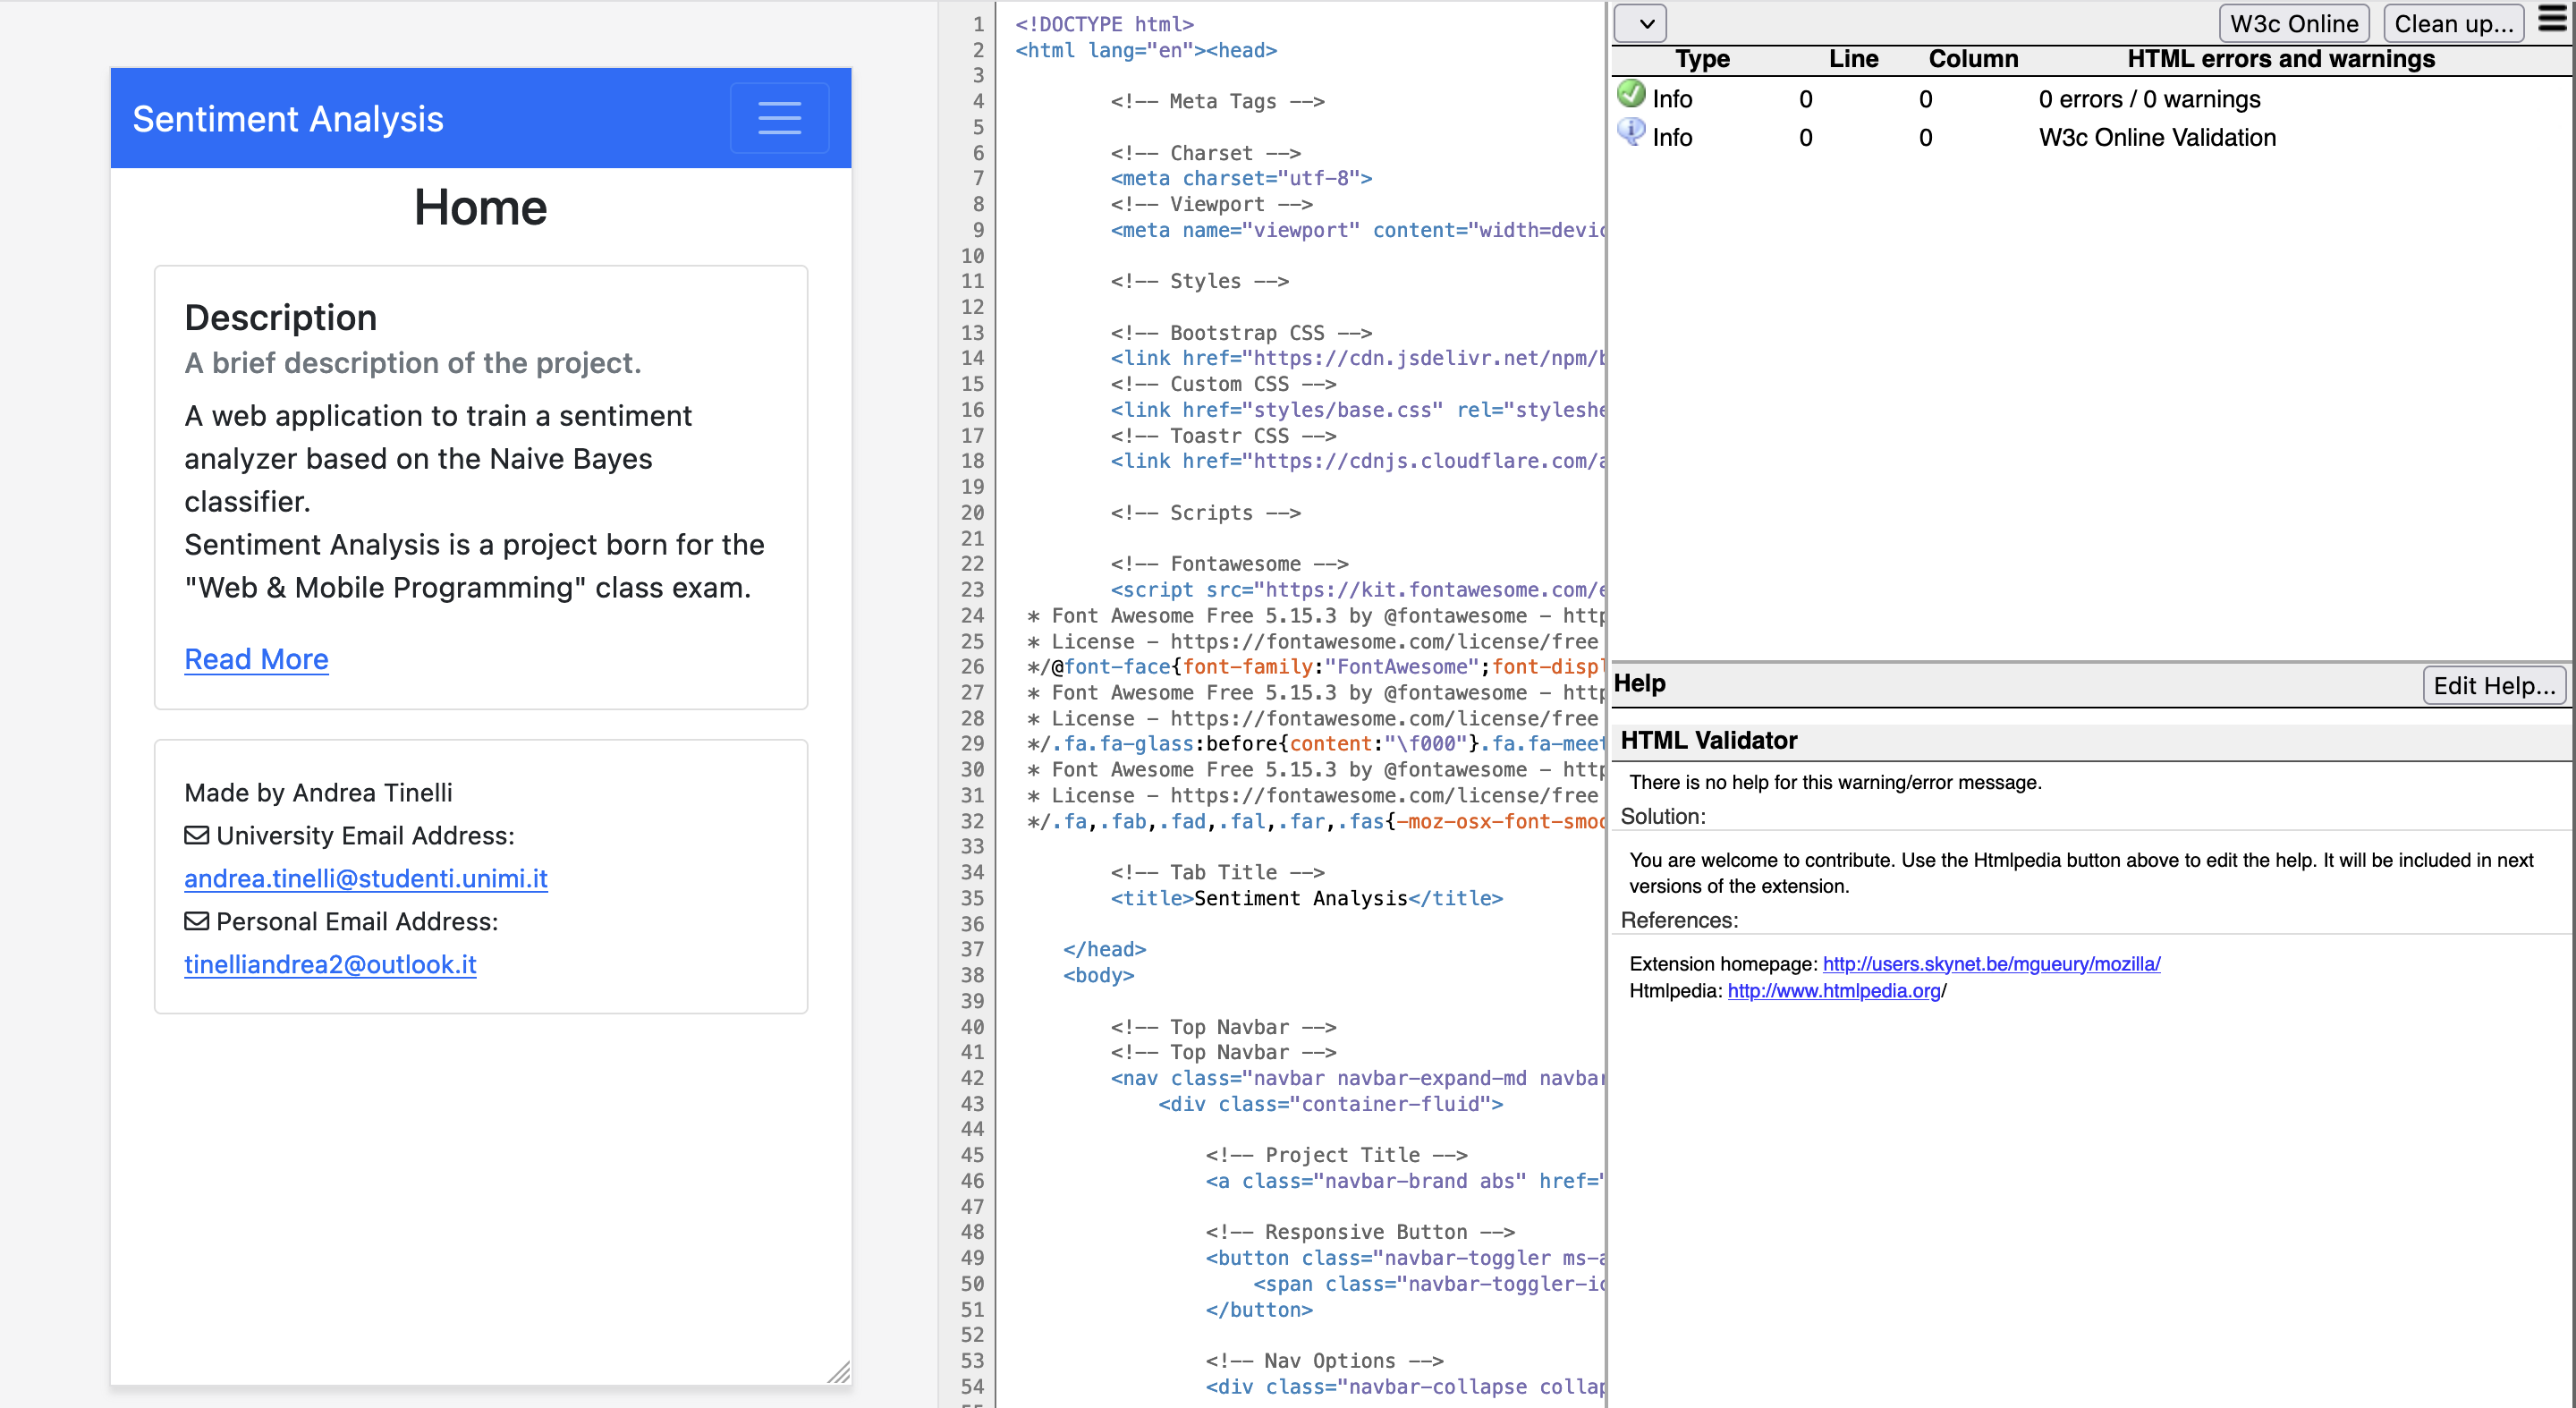 Sentiment Analysis
Home
Description
A brief description of the project.
A web application to train a sentiment
analyzer based on the Naive Bayes
classifier.
Sentiment Analysis is a project born for the
"Web & Mobile Programming" class exam.
Read More
Made by Andrea Tinelli
University Email Address:
andrea.tinelli@studenti.unimi.it
Personal Email Address:
tinelliandrea2@outlook.it
1 <!DOCTYPE html>
2 <html lang="en"><head>
3
4 <!-- Meta Tags -->
5
6 <!-- Charset -->
7 <meta charset="utf-8">
8 <!-- Viewport -->
9 <meta name="viewport" content="width=devic
10
11 <!-- Styles -->
12
13 <!-- Bootstrap CSS -->
14 <link href="https://cdn.jsdelivr.net/npm/b
15 <!-- Custom CSS -->
16 <link href="styles/base.css" rel="styleshe
17 <!-- Toastr CSS -->
18 <link href="https://cdnjs.cloudflare.com/a
19
20 <!-- Scripts -->
21
22 <!-- Fontawesome -->
23 <script src="https://kit.fontawesome.com/e
24 * Font Awesome Free 5.15.3 by @fontawesome - http
25 * License - https://fontawesome.com/license/free
26 */@font-face{font-family:"FontAwesome";font-displ
27 * Font Awesome Free 5.15.3 by @fontawesome - http
28 * License - https://fontawesome.com/license/free
29 */.fa.fa-glass:before{content:"\f000"}.fa.fa-meet
30 * Font Awesome Free 5.15.3 by @fontawesome - http
31 * License - https://fontawesome.com/license/free
32 */.fa,.fab,.fad,.fal,.far,.fas{-moz-osx-font-smoo
33
34 <!-- Tab Title -->
35 <title>Sentiment Analysis</title>
36
37 </head>
38 <body>
39
40 <!-- Top Navbar -->
41 <!-- Top Navbar -->
42 <nav class="navbar navbar-expand-md navbar
43 <div class="container-fluid">
44
45 <!-- Project Title -->
46 <a class="navbar-brand abs" href="
47
48 <!-- Responsive Button -->
49 <button class="navbar-toggler ms-a
50 <span class="navbar-toggler-ic
51 </button>
52
53 <!-- Nav Options -->
54 <div class="navbar-collapse collap
W3c Online Clean up...
Type Line Column HTML errors and warnings
Info 0 0 0 errors / 0 warnings
Info 0 0 W3c Online Validation
Help Edit Help...
HTML Validator
There is no help for this warning/error message.
Solution:
You are welcome to contribute. Use the Htmlpedia button above to edit the help. It will be included in next
versions of the extension.
References:
Extension homepage: http://users.skynet.be/mgueury/mozilla/
Htmlpedia: http://www.htmlpedia.org/